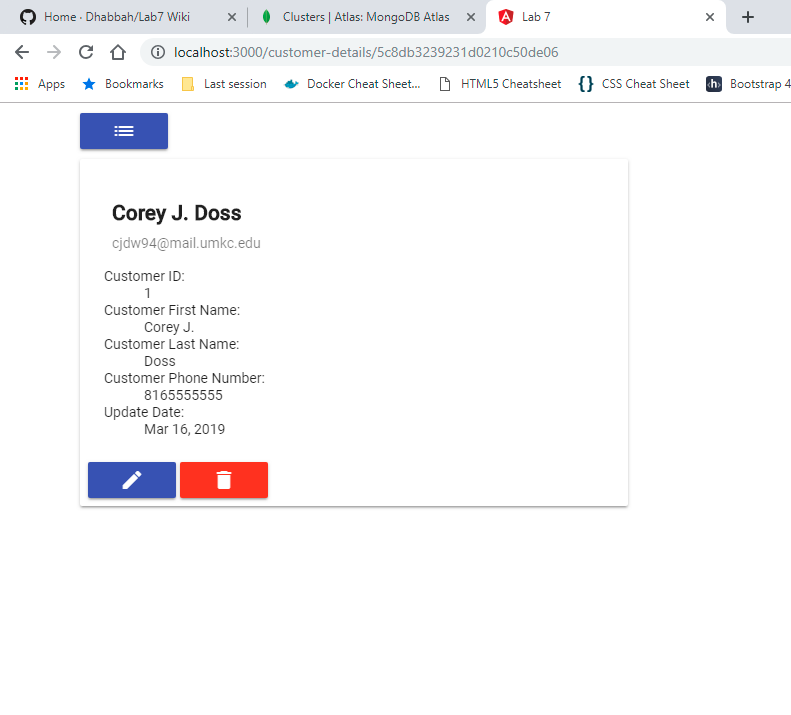 Home · Dhabbah/Lab7 Wiki
Clusters | Atlas: MongoDB Atlas
Lab 7
localhost:3000/customer-details/5c8db3239231d0210c50de06
Apps
Bookmarks
Last session
Docker Cheat Sheet...
HTML5 Cheatsheet
CSS Cheat Sheet
Bootstrap 4
Corey J. Doss
cjdw94@mail.umkc.edu
Customer ID:
1
Customer First Name:
Corey J.
Customer Last Name:
Doss
Customer Phone Number:
8165555555
Update Date:
Mar 16, 2019